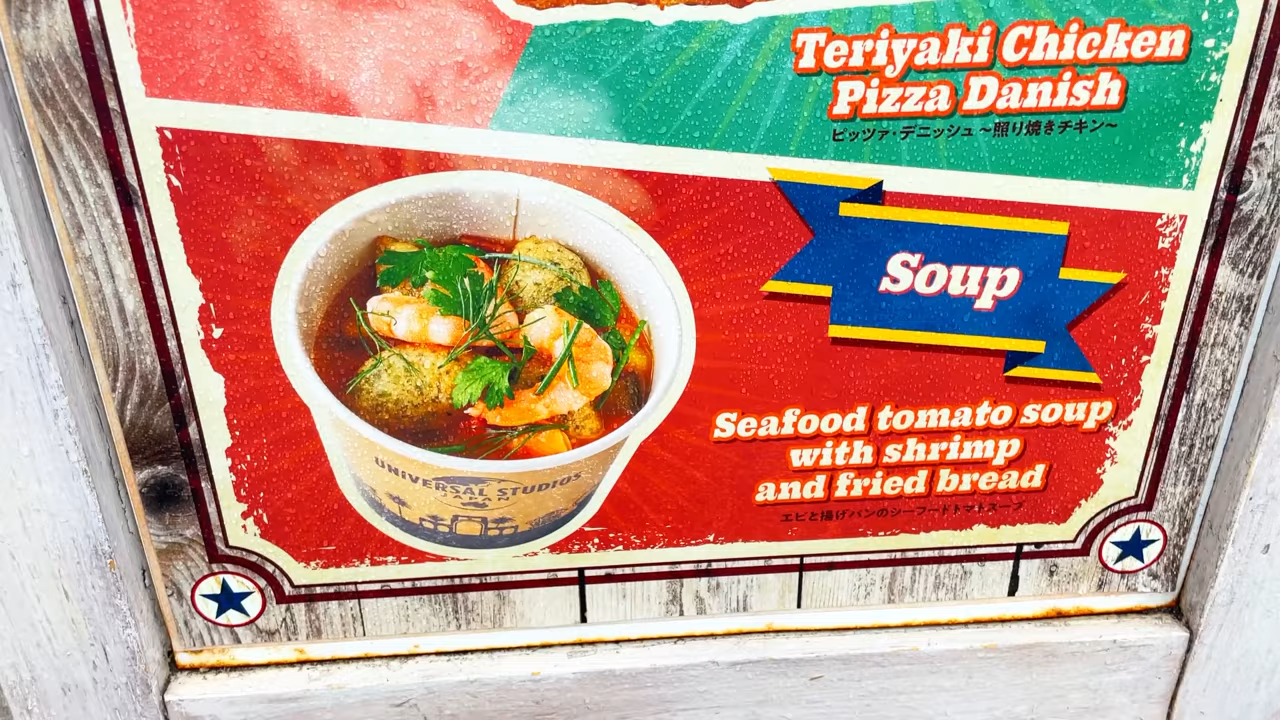 Teriyaki Chicken
Pizza Danish
ピッツァ・デニッシュ ～照り焼きチキン～
Soup
Seafood tomato soup
with shrimp
and fried bread
エビと揚げパンのシーフードトマトスープ
UNIVERSAL STUDIOS
JAPAN